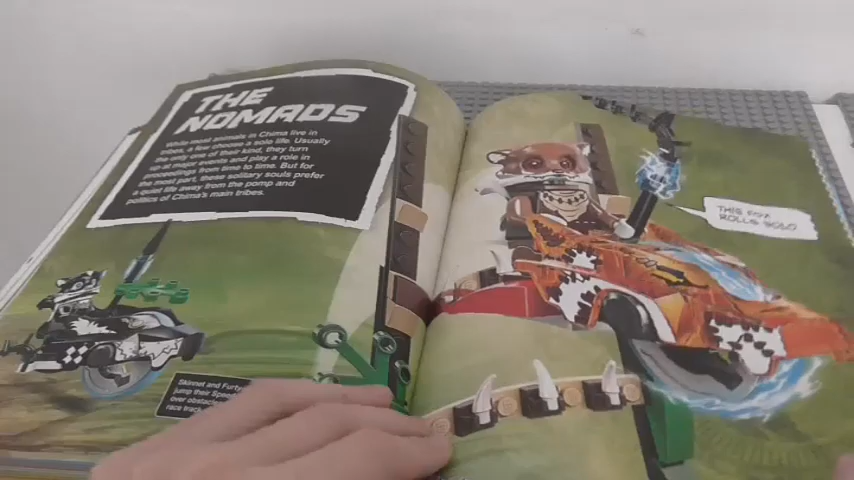 THE
NOMADS
While most animals in Chima live in
tribes, a few choose a solo life. Usually
the only one of their kind, they turn
up at major events and play a role in
proceedings from time to time. But for
the most part, these solitary souls prefer
a quiet life away from the pomp and
politics of Chima's main tribes.
THIS FOX
ROLLS SOLO
Skinnet and Furty
jump their Speed
over obstacles
race track